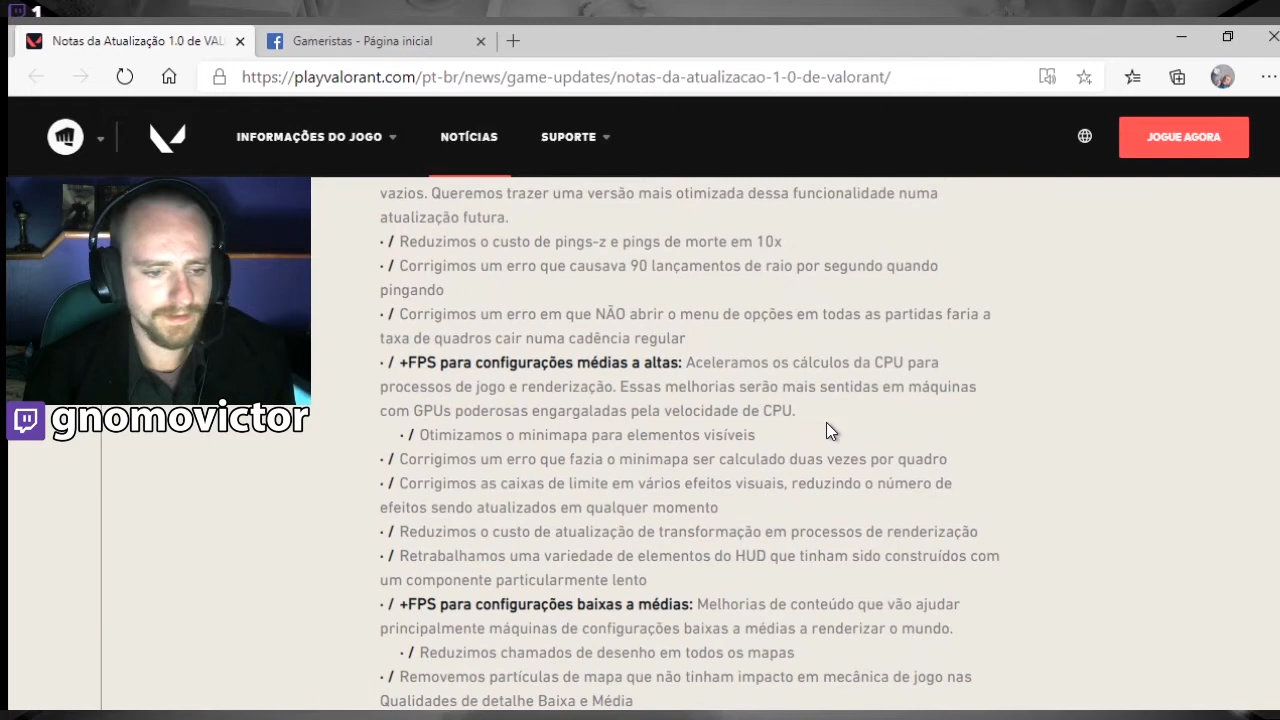 1
Notas da Atualização 1.0 de VAL
Gameristas - Página inicial
https://playvalorant.com/pt-br/news/game-updates/notas-da-atualizacao-1-0-de-valorant/
INFORMAÇÕES DO JOGO
NOTÍCIAS
SUPORTE
JOGUE AGORA
vazios. Queremos trazer uma versão mais otimizada dessa funcionalidade numa
atualização futura.
· / Reduzimos o custo de pings-z e pings de morte em 10x
· / Corrigimos um erro que causava 90 lançamentos de raio por segundo quando
pingando
· / Corrigimos um erro em que NÃO abrir o menu de opções em todas as partidas faria a
taxa de quadros cair numa cadência regular
· / +FPS para configurações médias a altas: Aceleramos os cálculos da CPU para
processos de jogo e renderização. Essas melhorias serão mais sentidas em máquinas
com GPUs poderosas engargaladas pela velocidade de CPU.
· / Otimizamos o minimapa para elementos visíveis
· / Corrigimos um erro que fazia o minimapa ser calculado duas vezes por quadro
· / Corrigimos as caixas de limite em vários efeitos visuais, reduzindo o número de
efeitos sendo atualizados em qualquer momento
· / Reduzimos o custo de atualização de transformação em processos de renderização
· / Retrabalhamos uma variedade de elementos do HUD que tinham sido construídos com
um componente particularmente lento
· / +FPS para configurações baixas a médias: Melhorias de conteúdo que vão ajudar
principalmente máquinas de configurações baixas a médias a renderizar o mundo.
· / Reduzimos chamados de desenho em todos os mapas
· / Removemos partículas de mapa que não tinham impacto em mecânica de jogo nas
Qualidades de detalhe Baixa e Média
gnomovictor